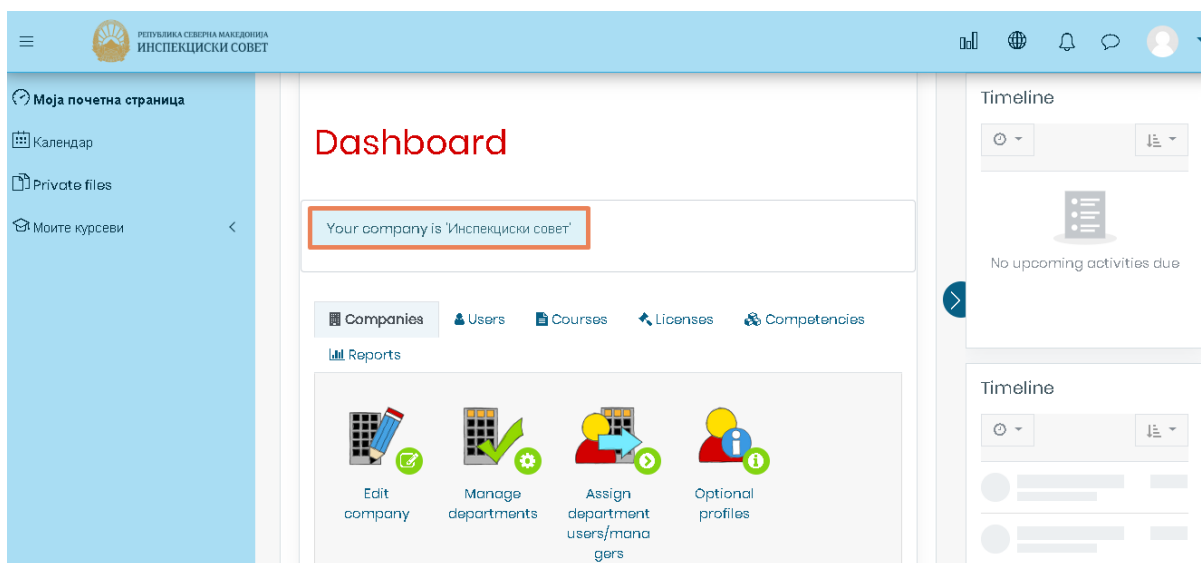 РЕПУБЛИКА СЕВЕРНА МАКЕДОНИЈА
ИНСПЕКЦИСКИ СОВЕТ
Моја почетна страница
Календар
Private files
Моите курсеви
Dashboard
Your company is 'Инспекциски совет'
Companies
Users
Courses
Licenses
Competencies
Reports
Edit
company
Manage
departments
Assign
department
users/mana
gers
Optional
profiles
Timeline
No upcoming activities due
Timeline